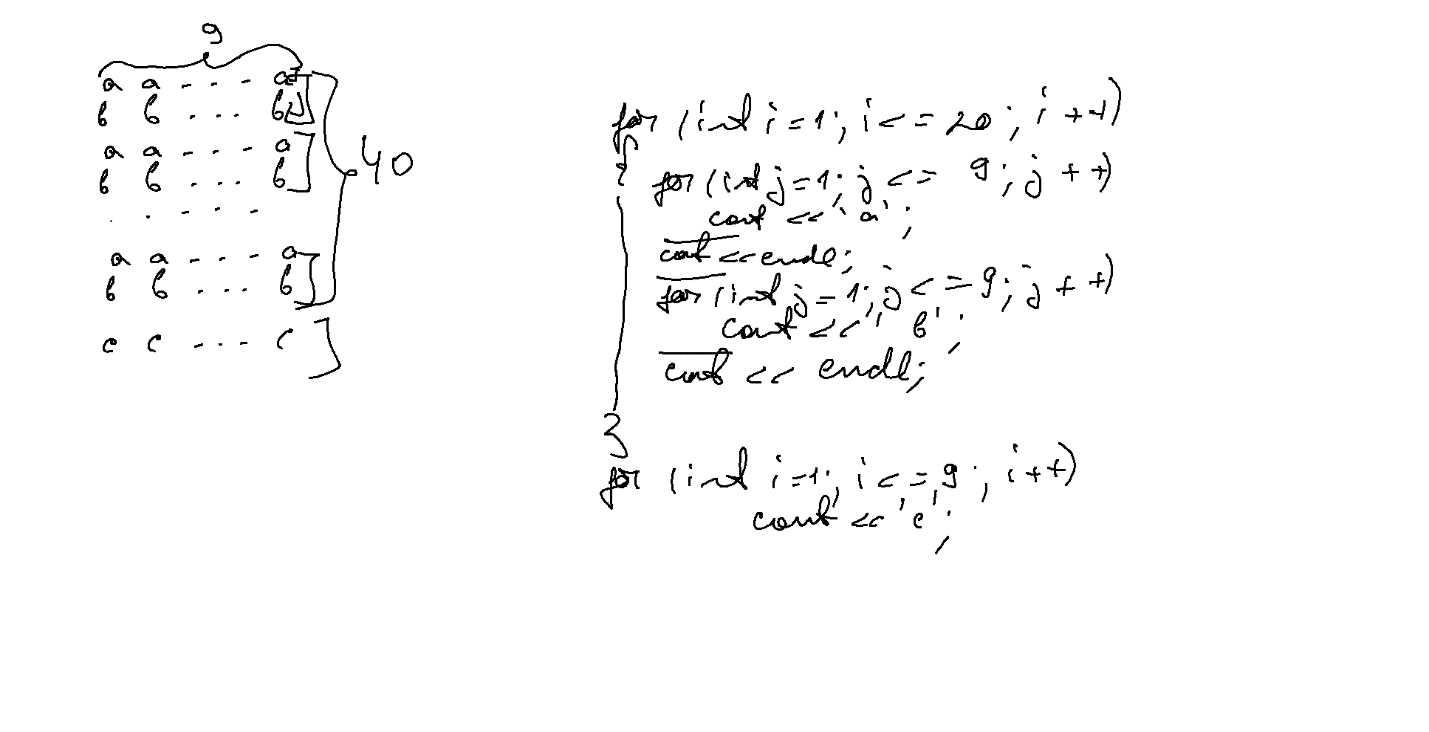 9
a a - - - - a
b b . ... b
a a - - - - a
b b . ... b
. . - - - -
a a - - - - a
b b . ... b
c c - - - - c
40
for (int i=1; i<=20; i++)
{
for (int j=1; j<=9; j++)
cout << 'a';
cout << endl;
for (int j=1; j<=9; j++)
cout << 'b';
cout << endl;
}
for (int i=1; i<=9; i++)
cout << 'c';